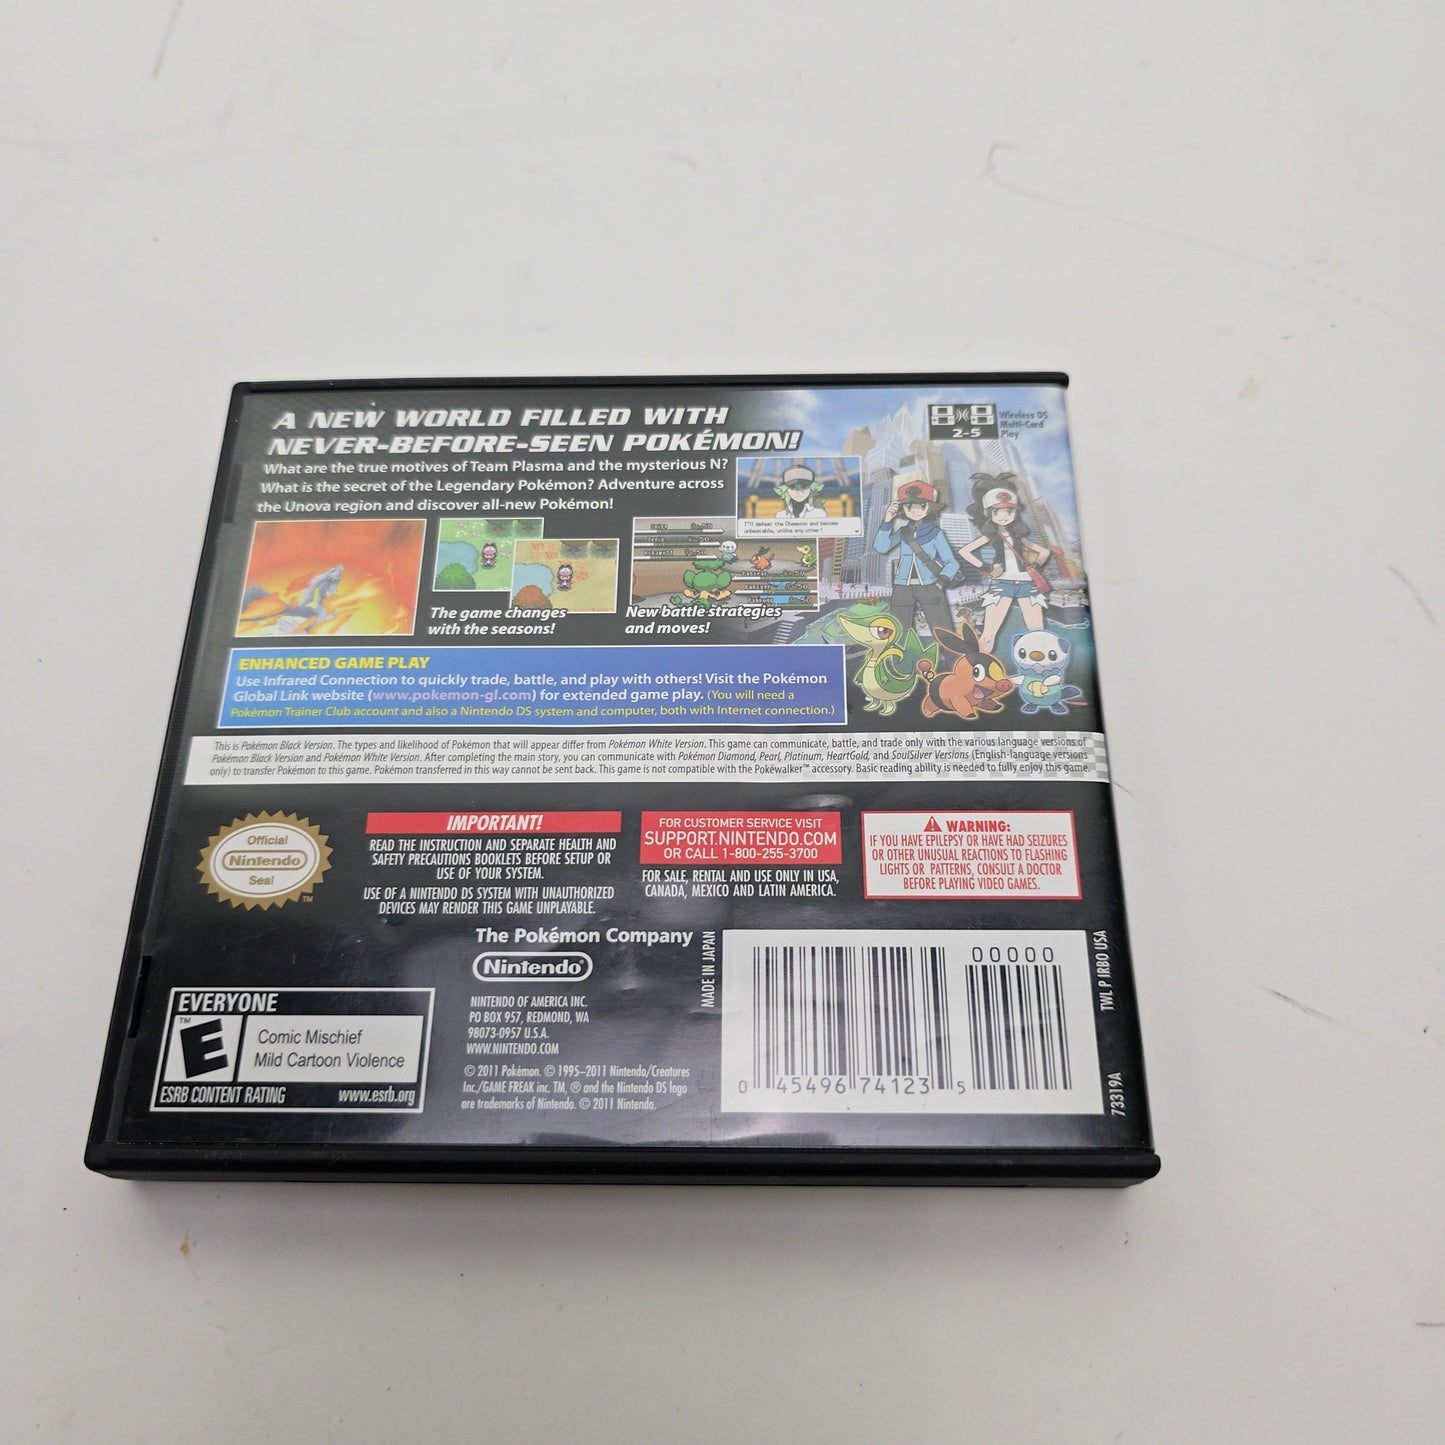 A NEW WORLD FILLED WITH
NEVER-BEFORE-SEEN POKÉMON!
What are the true motives of Team Plasma and the mysterious N?
What is the secret of the Legendary Pokémon? Adventure across
the Unova region and discover all-new Pokémon!
2-5
Wireless DS
Multi-Card
Play
I'll defeat the Champion and become
unbeatable, unlike any other!
The game changes
with the seasons!
New battle strategies
and moves!
ENHANCED GAME PLAY
Use Infrared Connection to quickly trade, battle, and play with others! Visit the Pokémon
Global Link website (www.pokemon-gl.com) for extended game play. (You will need a
Pokémon Trainer Club account and also a Nintendo DS system and computer, both with Internet connection.)
This is Pokémon Black Version. The types and likelihood of Pokémon that will appear differ from Pokémon White Version. This game can communicate, battle, and trade only with the various language versions of
Pokémon Black Version and Pokémon White Version. After completing the main story, you can communicate with Pokémon Diamond, Pearl, Platinum, HeartGold, and SoulSilver Versions (English-language versions
only) to transfer Pokémon to this game. Pokémon transferred in this way cannot be sent back. This game is not compatible with the Pokéwalker™ accessory. Basic reading ability is needed to fully enjoy this game.
Official
Nintendo
Seal
TM
IMPORTANT!
READ THE INSTRUCTION AND SEPARATE HEALTH AND
SAFETY PRECAUTIONS BOOKLETS BEFORE SETUP OR
USE OF YOUR SYSTEM.
USE OF A NINTENDO DS SYSTEM WITH UNAUTHORIZED
DEVICES MAY RENDER THIS GAME UNPLAYABLE.
FOR CUSTOMER SERVICE VISIT
SUPPORT.NINTENDO.COM
OR CALL 1-800-255-3700
FOR SALE, RENTAL AND USE ONLY IN USA,
CANADA, MEXICO AND LATIN AMERICA.
WARNING:
IF YOU HAVE EPILEPSY OR HAVE HAD SEIZURES
OR OTHER UNUSUAL REACTIONS TO FLASHING
LIGHTS OR PATTERNS, CONSULT A DOCTOR
BEFORE PLAYING VIDEO GAMES.
The Pokémon Company
Nintendo®
NINTENDO OF AMERICA INC.
PO BOX 957, REDMOND, WA
98073-0957 U.S.A.
WWW.NINTENDO.COM
© 2011 Pokémon. © 1995–2011 Nintendo/Creatures
Inc./GAME FREAK inc. TM, ® and the Nintendo DS logo
are trademarks of Nintendo. © 2011 Nintendo.
EVERYONE
TM
E
Comic Mischief
Mild Cartoon Violence
ESRB CONTENT RATING
www.esrb.org
MADE IN JAPAN
00000
0 45496 74123 5
TWL P IRBO USA
73319A